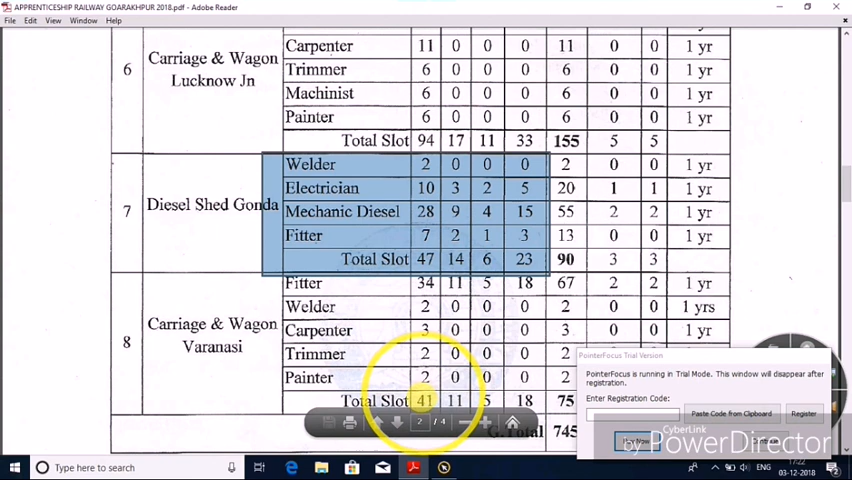 APPRENTICESHIP RAILWAY GOARAKHPUR 2018.pdf - Adobe Reader
File Edit View Window Help
6 Carriage & Wagon Lucknow Jn
Carpenter 11 0 0 0 11 0 0 1 yr
Trimmer 6 0 0 0 6 0 0 1 yr
Machinist 6 0 0 0 6 0 0 1 yr
Painter 6 0 0 0 6 0 0 1 yr
Total Slot 94 17 11 33 155 5 5
7 Diesel Shed Gonda
Welder 2 0 0 0 2 0 0 1 yr
Electrician 10 3 2 5 20 1 1 1 yr
Mechanic Diesel 28 9 4 15 55 2 2 1 yr
Fitter 7 2 1 3 13 0 0 1 yr
Total Slot 47 14 6 23 90 3 3
8 Carriage & Wagon Varanasi
Fitter 34 11 5 18 67 2 2 1 yr
Welder 2 0 0 0 2 0 0 1 yrs
Carpenter 3 0 0 0 3 0 0 1 yr
Trimmer 2 0 0 0 2
Painter 2 0 0 0 2
Total Slot 41 11 5 18 75
G.Total 745
2 / 4
PointerFocus Trial Version
PointerFocus is running in Trial Mode. This window will disappear after
registration.
Enter Registration Code:
Paste Code from Clipboard Register
Continue
CyberLink
by PowerDirector
Type here to search
ENG
17:22
03-12-2018